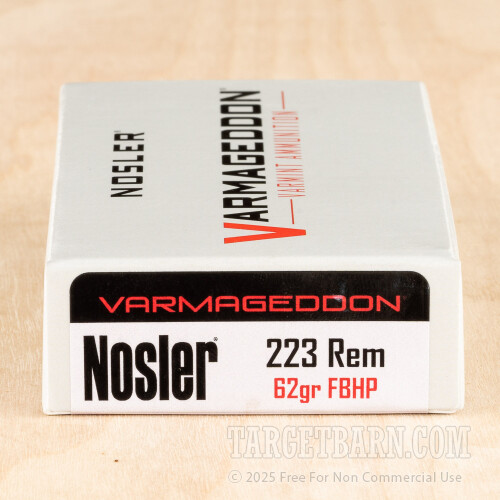 NOSLER®
VARMAGEDDON®
VARMINT AMMUNITION
VARMAGEDDON®
Nosler®
223 Rem
62gr FBHP
TARGETBARN.COM
© 2025 Free For Non Commercial Use